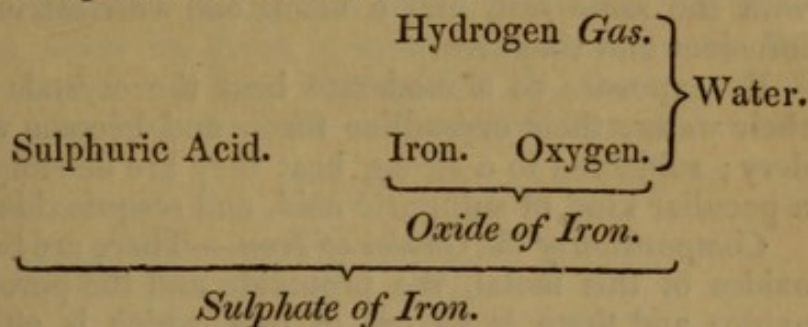 Hydrogen Gas.
Water.
Sulphuric Acid. Iron. Oxygen.
Oxide of Iron.
Sulphate of Iron.